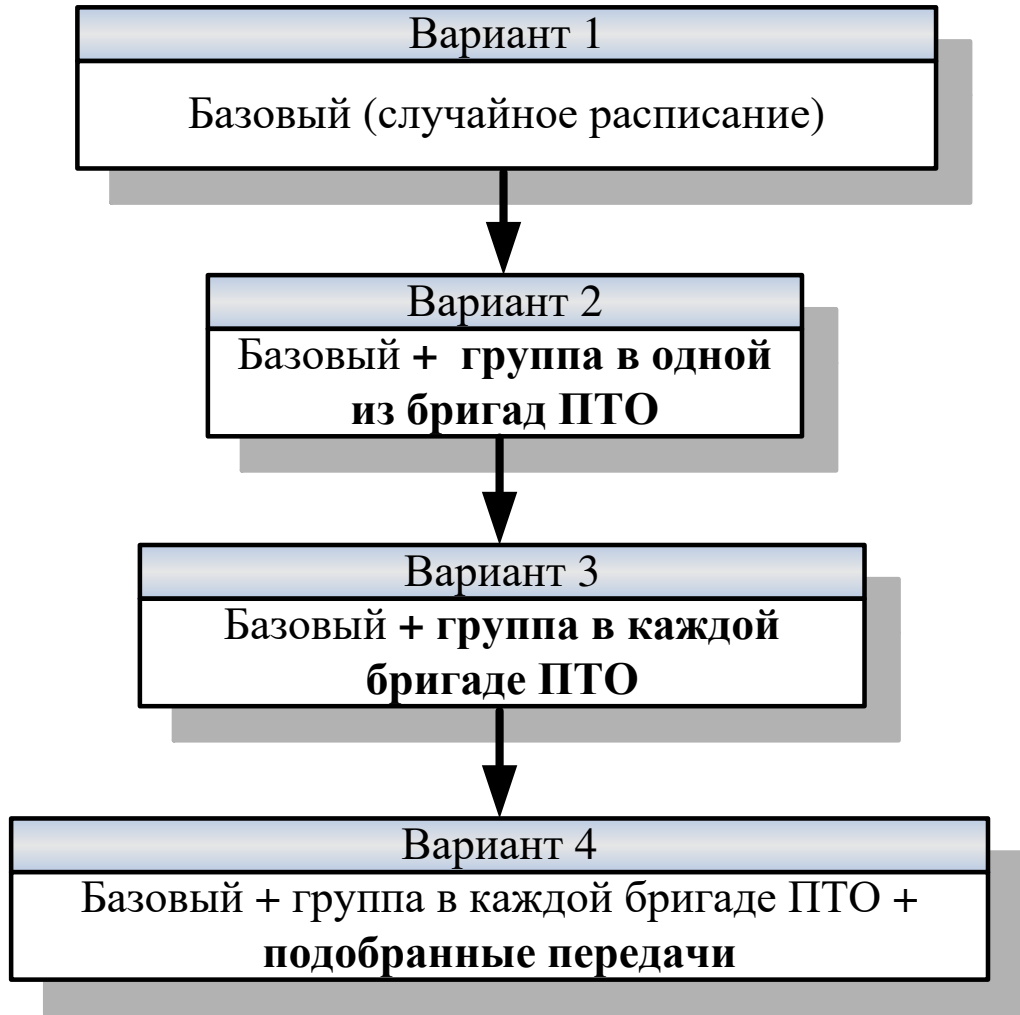 Вариант 1
Базовый (случайное расписание)
Вариант 2
Базовый + группа в одной
из бригад ПТО
Вариант 3
Базовый + группа в каждой
бригаде ПТО
Вариант 4
Базовый + группа в каждой бригаде ПТО +
подобранные передачи